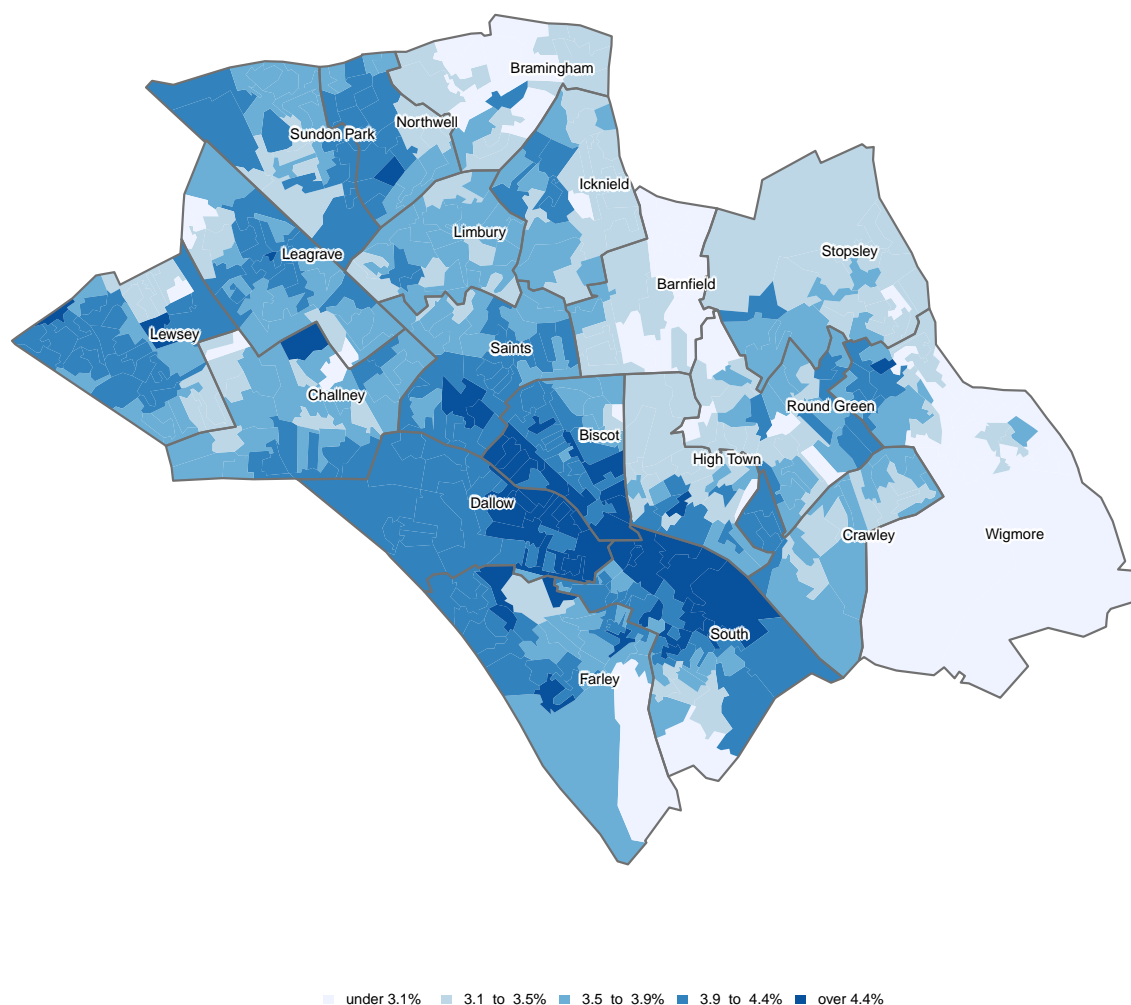 Bramingham
Northwell
Sundon Park
Icknield
Limbury
Stopsley
Leagrave
Barnfield
Lewsey
Saints
Challney
Round Green
Biscot
High Town
Dallow
Crawley
Wigmore
South
Farley
under 3.1% 3.1 to 3.5% 3.5 to 3.9% 3.9 to 4.4% over 4.4%